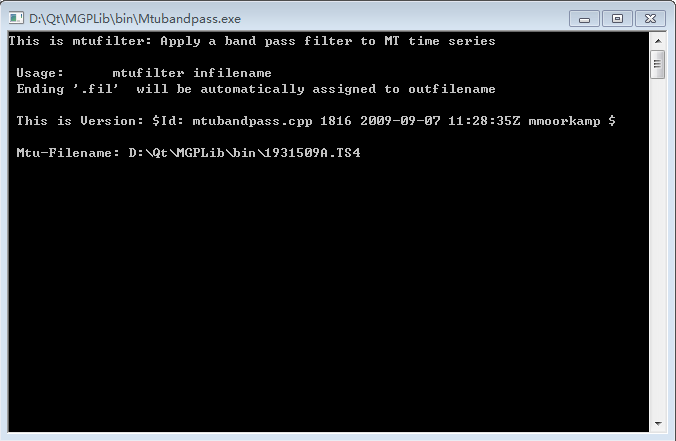 D:\Qt\MGPLib\bin\Mtubandpass.exe
This is mtufilter: Apply a band pass filter to MT time series
Usage:      mtufilter infilename
Ending '.fil'  will be automatically assigned to outfilename
This is Version: $Id: mtubandpass.cpp 1816 2009-09-07 11:28:35Z mmoorkamp $
Mtu-Filename: D:\Qt\MGPLib\bin\1931509A.TS4